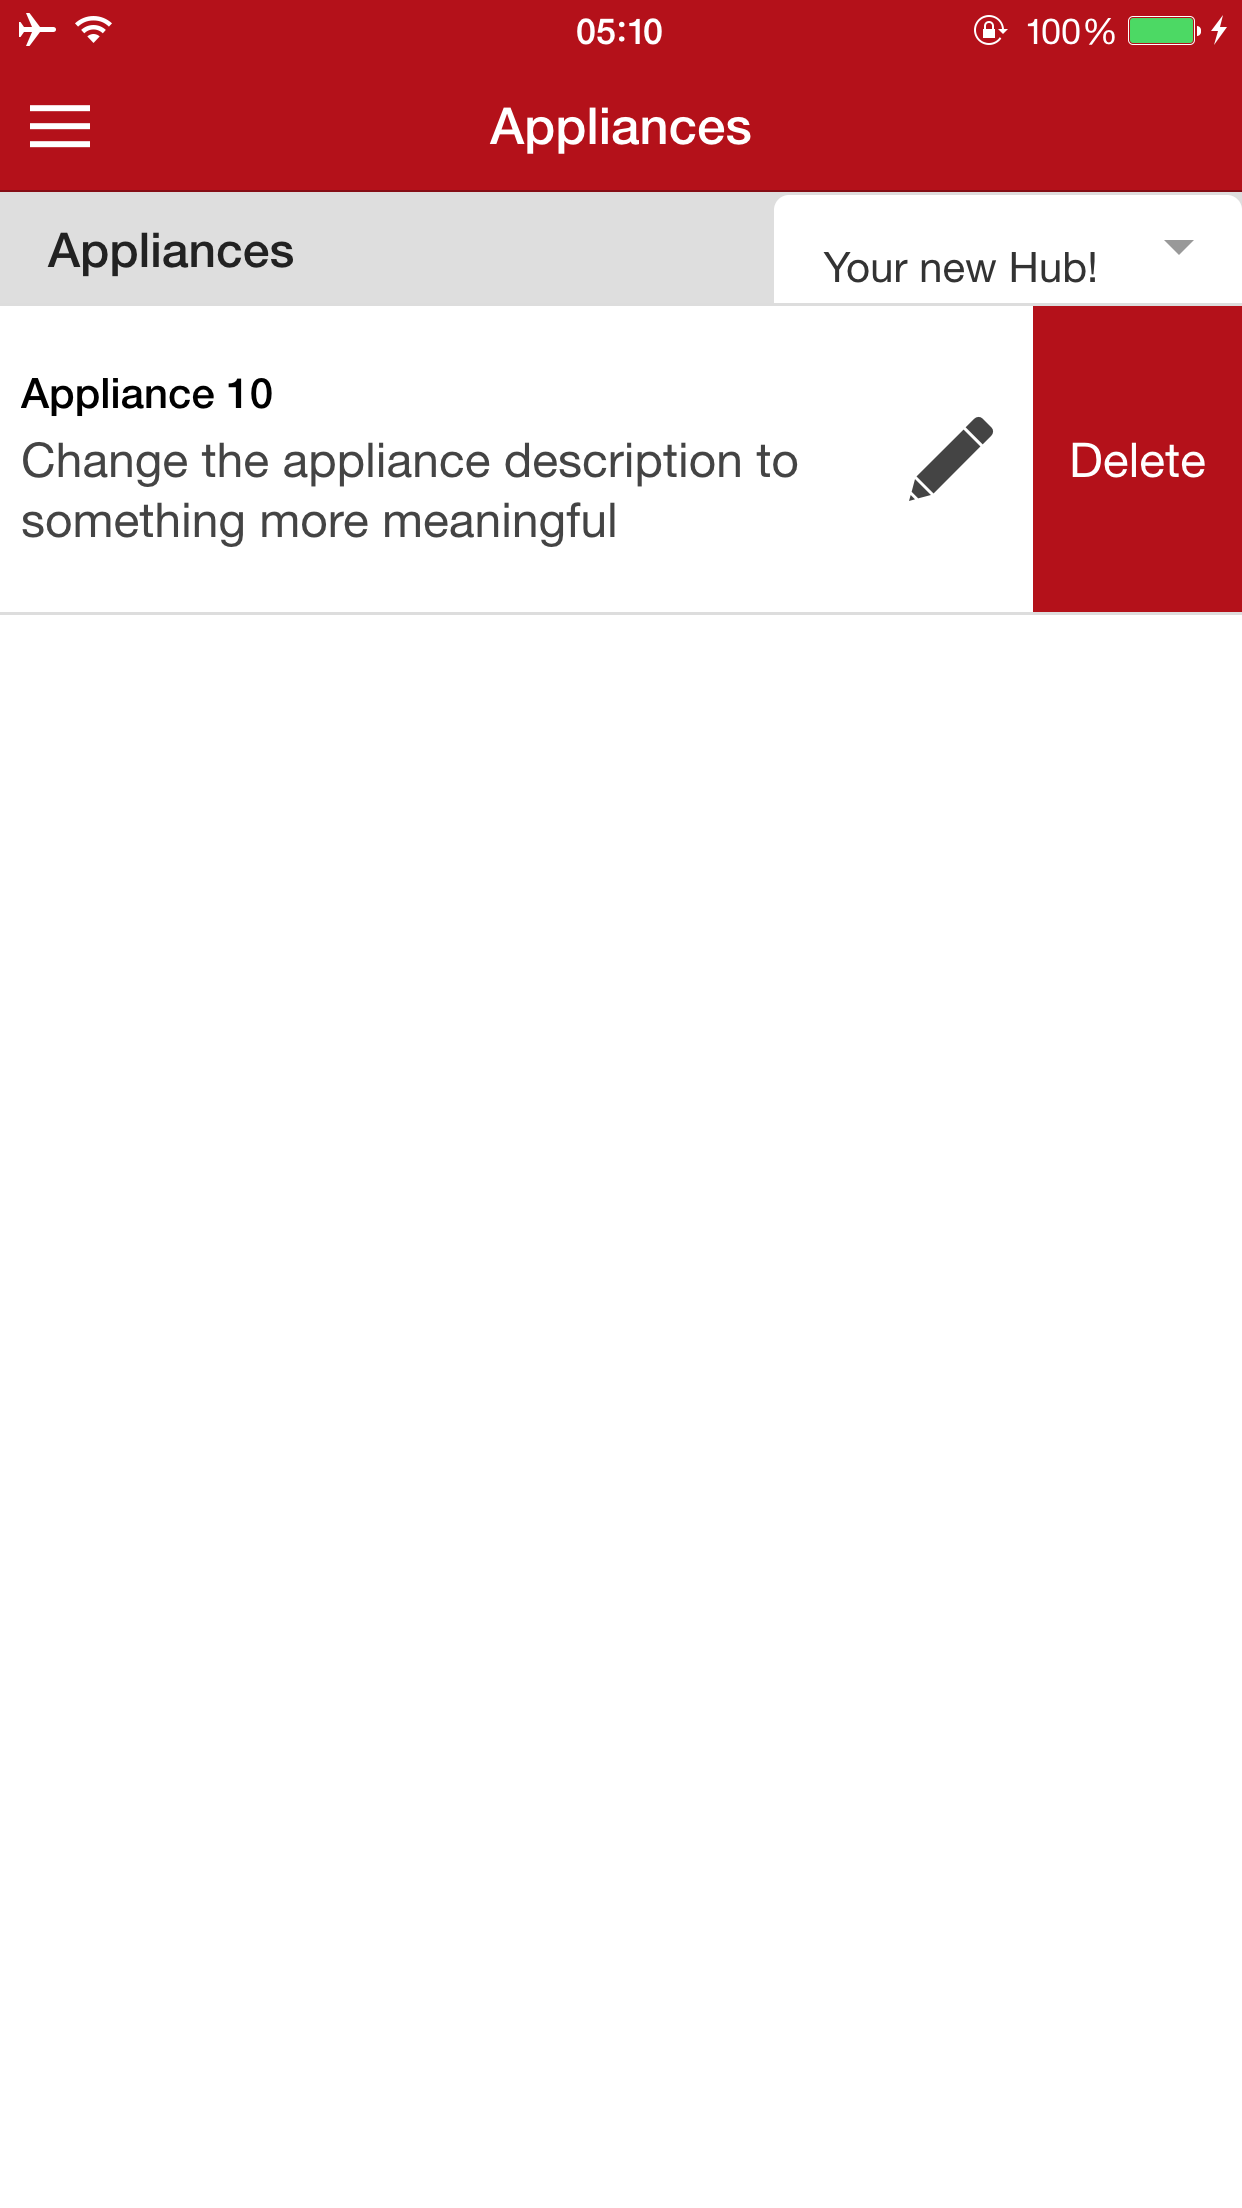 05:10
100%
Appliances
Appliances
Your new Hub!
Appliance 10
Change the appliance description to
something more meaningful
Delete